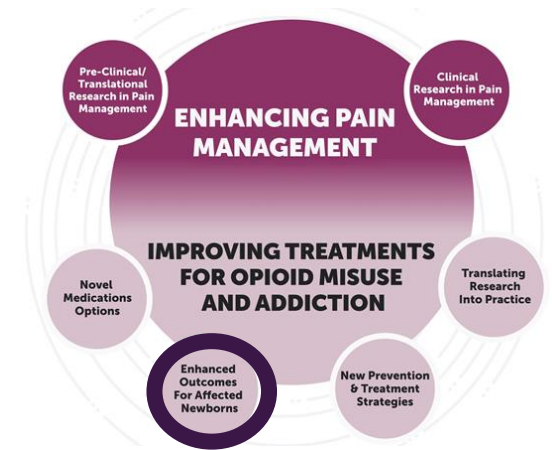 Pre-Clinical/
Translational
Research in Pain
Management
Clinical
Research in Pain
Management
ENHANCING PAIN
MANAGEMENT
IMPROVING TREATMENTS
FOR OPIOID MISUSE
AND ADDICTION
Novel
Medications
Options
Translating
Research
Into Practice
Enhanced
Outcomes
For Affected
Newborns
New Prevention
& Treatment
Strategies